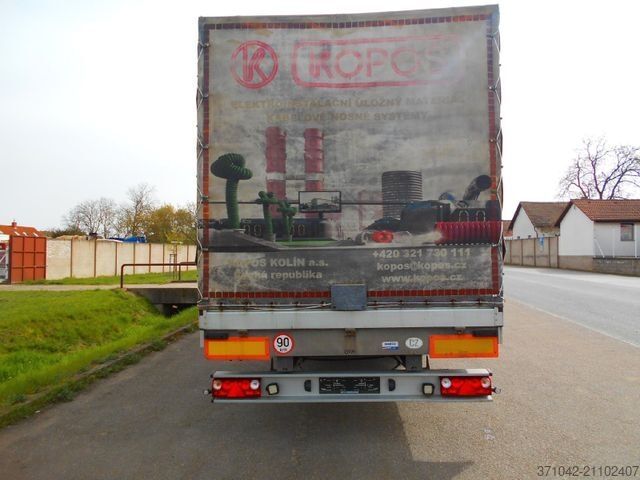 K KOPOS
ELEKTROINSTALAČNÍ ÚLOŽNÝ MATERIÁL
KABELOVÉ NOSNÉ SYSTÉMY
KOPOS KOLÍN a.s.
Česká republika
+420 321 730 111
kopos@kopos.cz
www.kopos.cz
90
CZ
371042-21102407